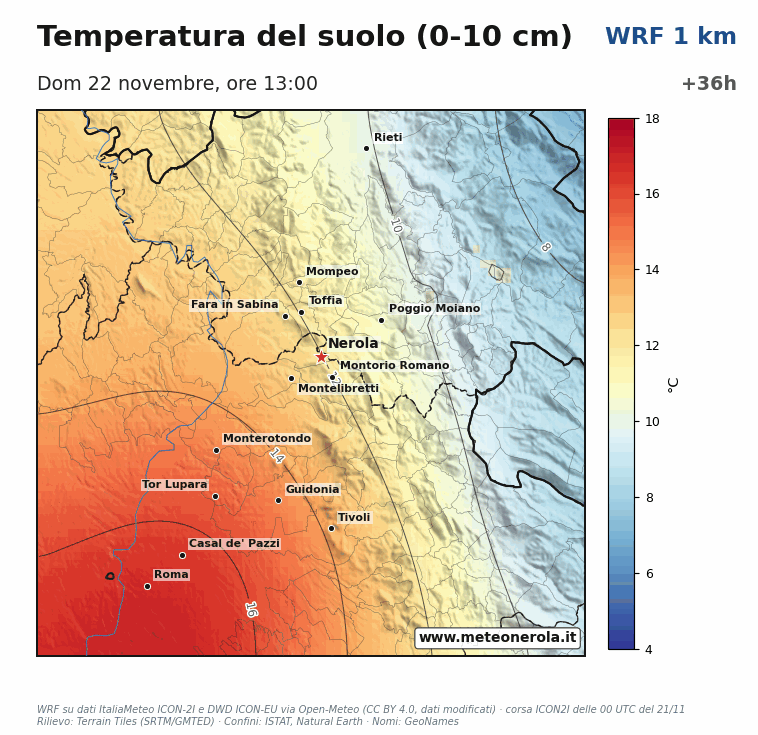 Temperatura del suolo (0-10 cm)
WRF 1 km
Dom 22 novembre, ore 13:00
+36h
Rieti
10
8
Mompeo
Fara in Sabina
Toffia
Poggio Moiano
Nerola
Montorio Romano
Montelibretti
Monterotondo
14
Tor Lupara
Guidonia
Tivoli
Casal de' Pazzi
Roma
16
www.meteonerola.it
18
16
14
12
10
8
6
4
°C
WRF su dati ItaliaMeteo ICON-2I e DWD ICON-EU via Open-Meteo (CC BY 4.0, dati modificati) · corsa ICON2I delle 00 UTC del 21/11
Rilievo: Terrain Tiles (SRTM/GMTED) · Confini: ISTAT, Natural Earth · Nomi: GeoNames